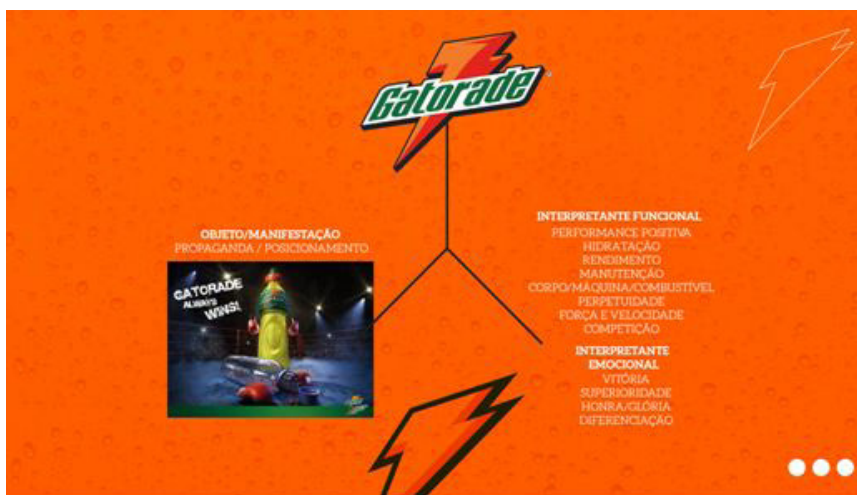 Gatorade
OBJETO/MANIFESTAÇÃO
PROPAGANDA / POSICIONAMENTO
GATORADE
ALWAYS
WINS!
INTERPRETANTE FUNCIONAL
PERFORMANCE POSITIVA
HIDRATAÇÃO
RENDIMENTO
MANUTENÇÃO
CORPO/MÁQUINA/COMBUSTÍVEL
PERPETUIDADE
FORÇA E VELOCIDADE
COMPETIÇÃO
INTERPRETANTE
EMOCIONAL
VITÓRIA
SUPERIORIDADE
HONRA/GLÓRIA
DIFERENCIAÇÃO